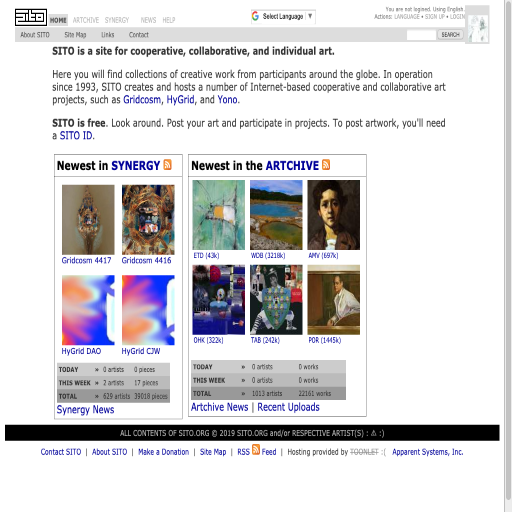 sito
HOME ARTCHIVE SYNERGY NEWS HELP
Select Language ▼
You are not logined. Using English.
Actions: LANGUAGE • SIGN UP • LOGIN
About SITO Site Map Links Contact
SEARCH
SITO is a site for cooperative, collaborative, and individual art.
Here you will find collections of creative work from participants around the globe. In operation
since 1993, SITO creates and hosts a number of Internet-based cooperative and collaborative art
projects, such as Gridcosm, HyGrid, and Yono.
SITO is free. Look around. Post your art and participate in projects. To post artwork, you'll need
a SITO ID.
Newest in SYNERGY
Gridcosm 4417 Gridcosm 4416
HyGrid DAO HyGrid CJW
TODAY » 0 artists 0 pieces
THIS WEEK » 2 artists 17 pieces
TOTAL » 629 artists 39018 pieces
Synergy News
Newest in the ARTCHIVE
ETD (43k) WDB (3218k) AMV (697k)
OHK (322k) TAB (242k) POR (1445k)
TODAY » 0 artists 0 works
THIS WEEK » 0 artists 0 works
TOTAL » 1013 artists 22161 works
Archive News | Recent Uploads
ALL CONTENTS OF SITO.ORG © 2019 SITO.ORG and/or RESPECTIVE ARTIST(S) : ⚠ :)
Contact SITO | About SITO | Make a Donation | Site Map | RSS Feed | Hosting provided by TOONLET :( Apparent Systems, Inc.